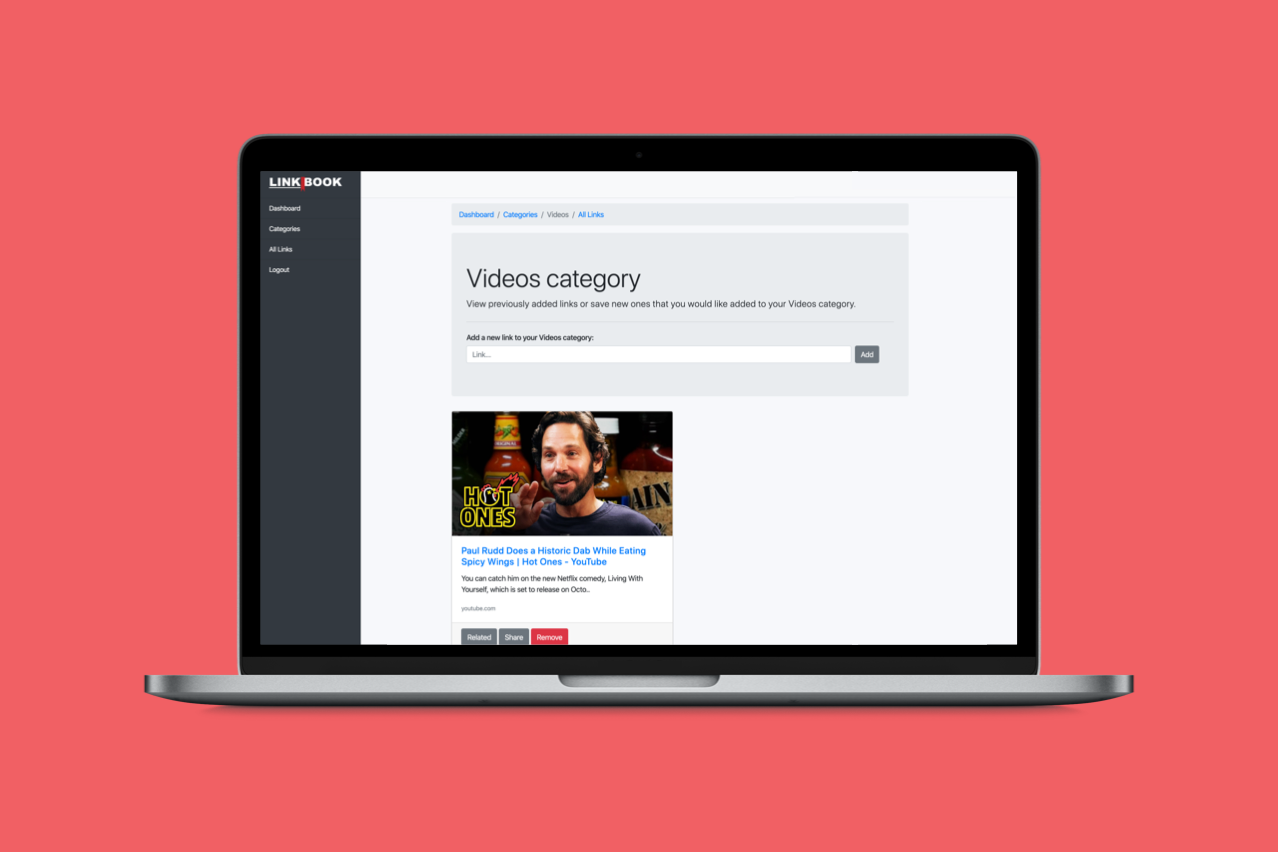 LINK BOOK
Dashboard
Categories
All Links
Logout
Dashboard / Categories / Videos / All Links
Videos category
View previously added links or save new ones that you would like added to your Videos category.
Add a new link to your Videos category:
Link...
Add
HOT
ONES
AIN
Paul Rudd Does a Historic Dab While Eating
Spicy Wings | Hot Ones - YouTube
You can catch him on the new Netflix comedy, Living With
Yourself, which is set to release on Octo..
youtube.com
Related
Share
Remove